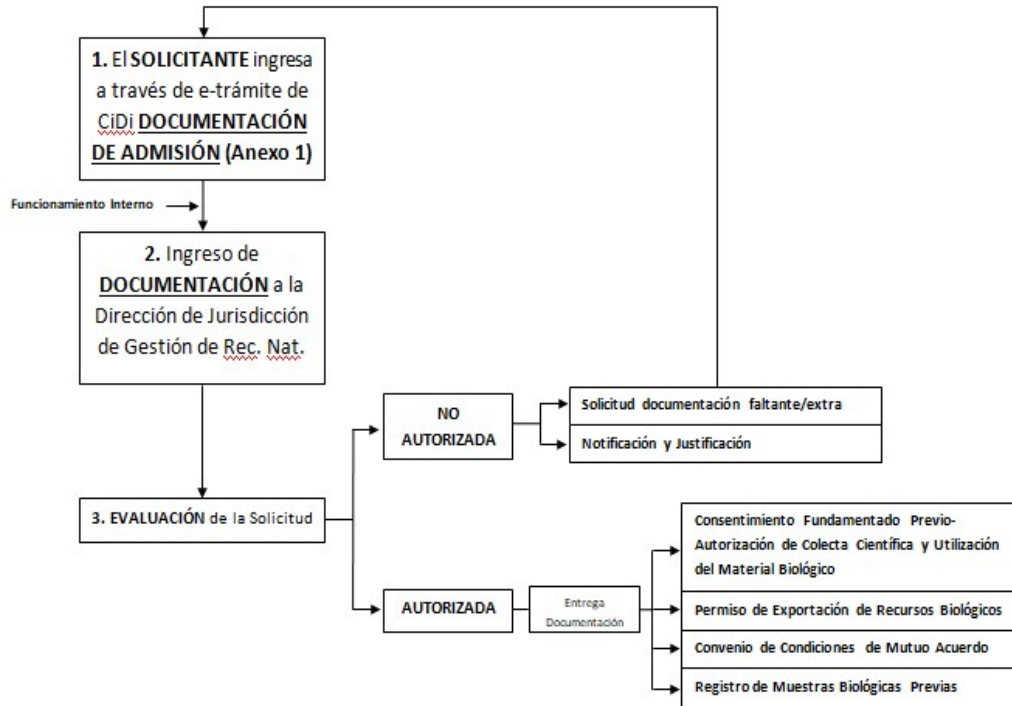 1. El SOLICITANTE ingresa
a través de e-trámite de
CiDi DOCUMENTACIÓN
DE ADMISIÓN (Anexo 1)
Funcionamiento Interno
2. Ingreso de
DOCUMENTACIÓN a la
Dirección de Jurisdicción
de Gestión de Rec. Nat.
3. EVALUACIÓN de la Solicitud
NO
AUTORIZADA
Solicitud documentación faltante/extra
Notificación y Justificación
AUTORIZADA
Entrega
Documentación
Consentimiento Fundamentado Previo-
Autorización de Colecta Científica y Utilización
del Material Biológico
Permiso de Exportación de Recursos Biológicos
Convenio de Condiciones de Mutuo Acuerdo
Registro de Muestras Biológicas Previas